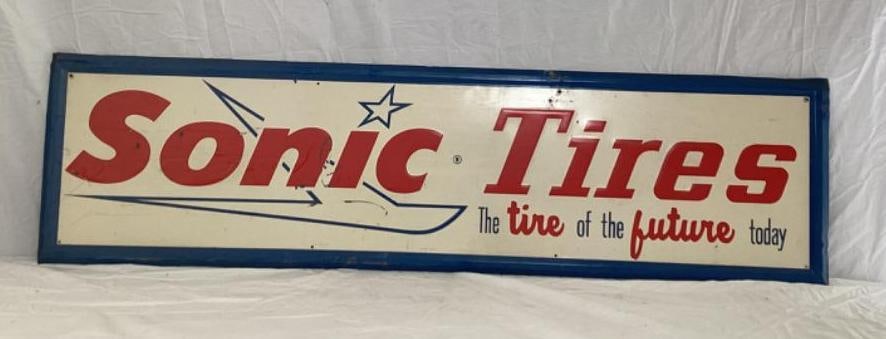 Sonic ® Tires
The tire of the future today